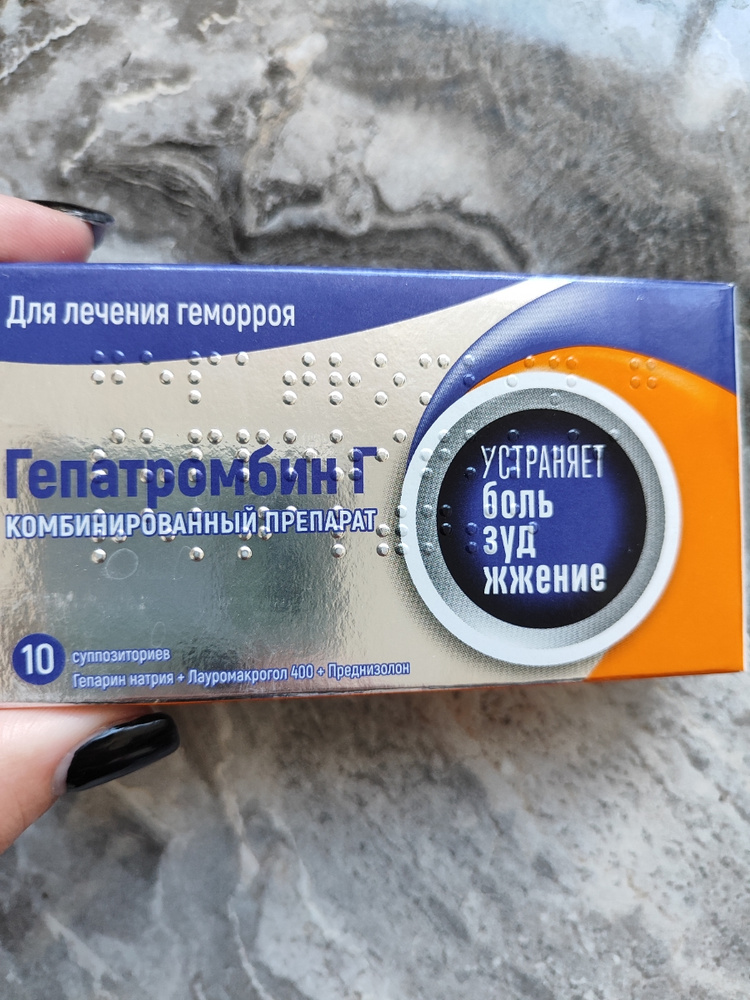 Для лечения геморроя
Гепатромбин Г
КОМБИНИРОВАННЫЙ ПРЕПАРАТ
УСТРАНЯЕТ
боль
зуд
жжение
10 суппозиториев
Гепарин натрия + Лауромакрогол 400 + Преднизолон